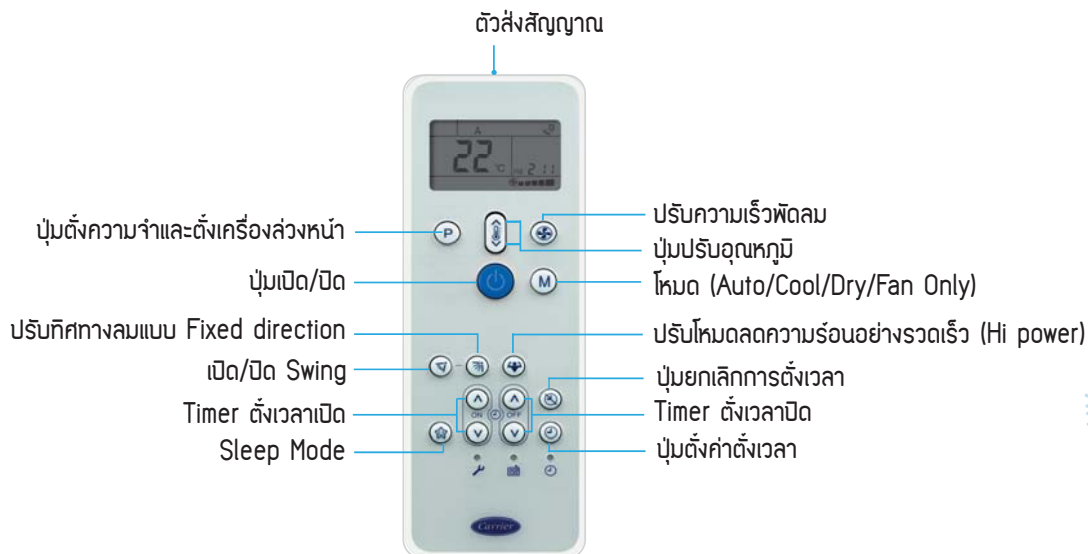 ตัวส่งสัญญาณ
A
22 °C PM 2:11
ปุ่มตั้งความจำและตั้งเครื่องล่วงหน้า
P
ปรับความเร็วพัดลม
ปุ่มปรับอุณหภูมิ
ปุ่มเปิด/ปิด
M
โหมด (Auto/Cool/Dry/Fan Only)
ปรับทิศทางลมแบบ Fixed direction
ปรับโหมดลดความร้อนอย่างรวดเร็ว (Hi power)
เปิด/ปิด Swing
ปุ่มยกเลิกการตั้งเวลา
Timer ตั้งเวลาเปิด
ON
OFF
Timer ตั้งเวลาปิด
Sleep Mode
ปุ่มตั้งค่าตั้งเวลา
Carrier